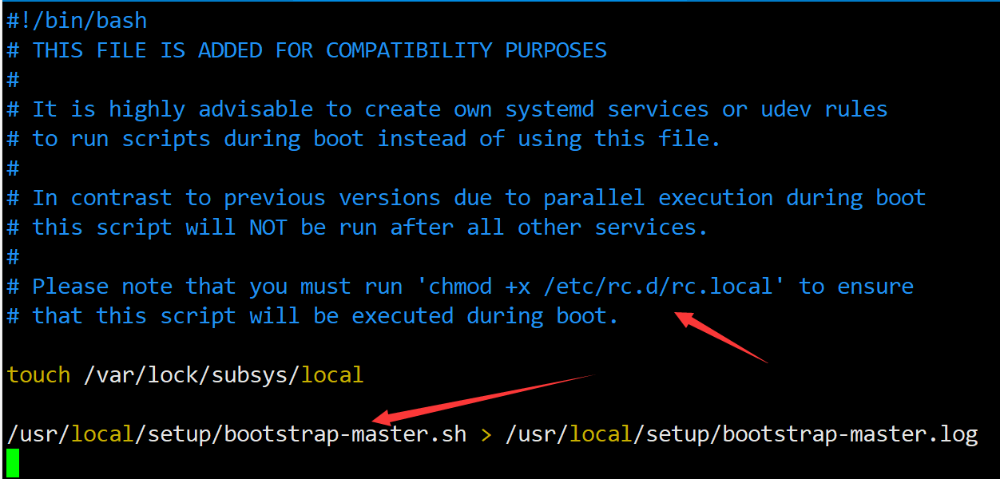 #!/bin/bash
# THIS FILE IS ADDED FOR COMPATIBILITY PURPOSES
#
# It is highly advisable to create own systemd services or udev rules
# to run scripts during boot instead of using this file.
#
# In contrast to previous versions due to parallel execution during boot
# this script will NOT be run after all other services.
#
# Please note that you must run 'chmod +x /etc/rc.d/rc.local' to ensure
# that this script will be executed during boot.
touch /var/lock/subsys/local
/usr/local/setup/bootstrap-master.sh > /usr/local/setup/bootstrap-master.log